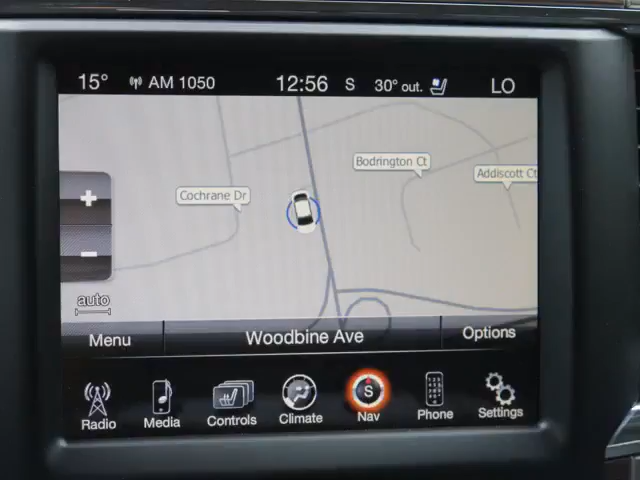 15° AM 1050 12:56 S 30° out. LO
Bodrington Ct
Addiscott Ct
Cochrane Dr
+
-
auto
Menu Woodbine Ave Options
S
Radio Media Controls Climate Nav Phone Settings